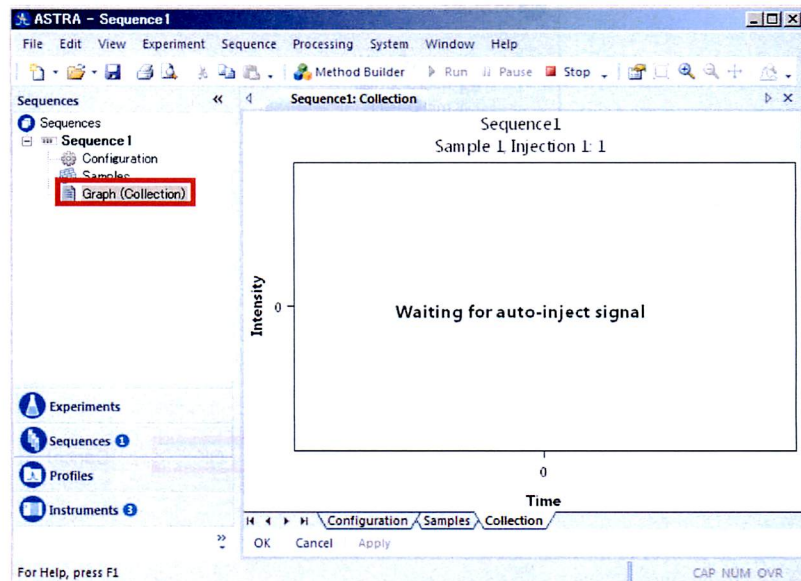 ASTRA - Sequence1
File Edit View Experiment Sequence Processing System Window Help
Method Builder Run Pause Stop
Sequences
Sequence1: Collection
Sequences
Sequence1
Configuration
Samples
Graph (Collection)
Sequence1
Sample 1, Injection 1: 1
Intensity
0
Waiting for auto-inject signal
0
Time
Experiments
Sequences 1
Profiles
Instruments 3
Configuration Samples Collection
OK Cancel Apply
For Help, press F1
CAP NUM OVR